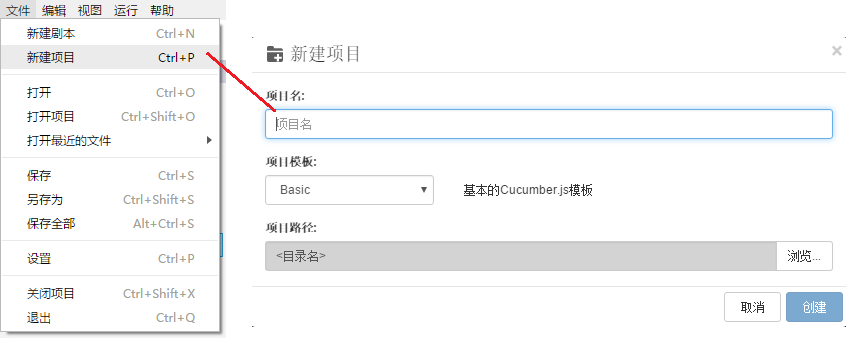 文件 编辑 视图 运行 帮助
新建剧本 Ctrl+N
新建项目 Ctrl+P
打开 Ctrl+O
打开项目 Ctrl+Shift+O
打开最近的文件
保存 Ctrl+S
另存为 Ctrl+Shift+S
保存全部 Alt+Ctrl+S
设置 Ctrl+P
关闭项目 Ctrl+Shift+X
退出 Ctrl+Q
新建项目 ×
项目名:
项目名
项目模板:
Basic 基本的Cucumber.js模板
项目路径:
<目录名> 浏览...
取消 创建